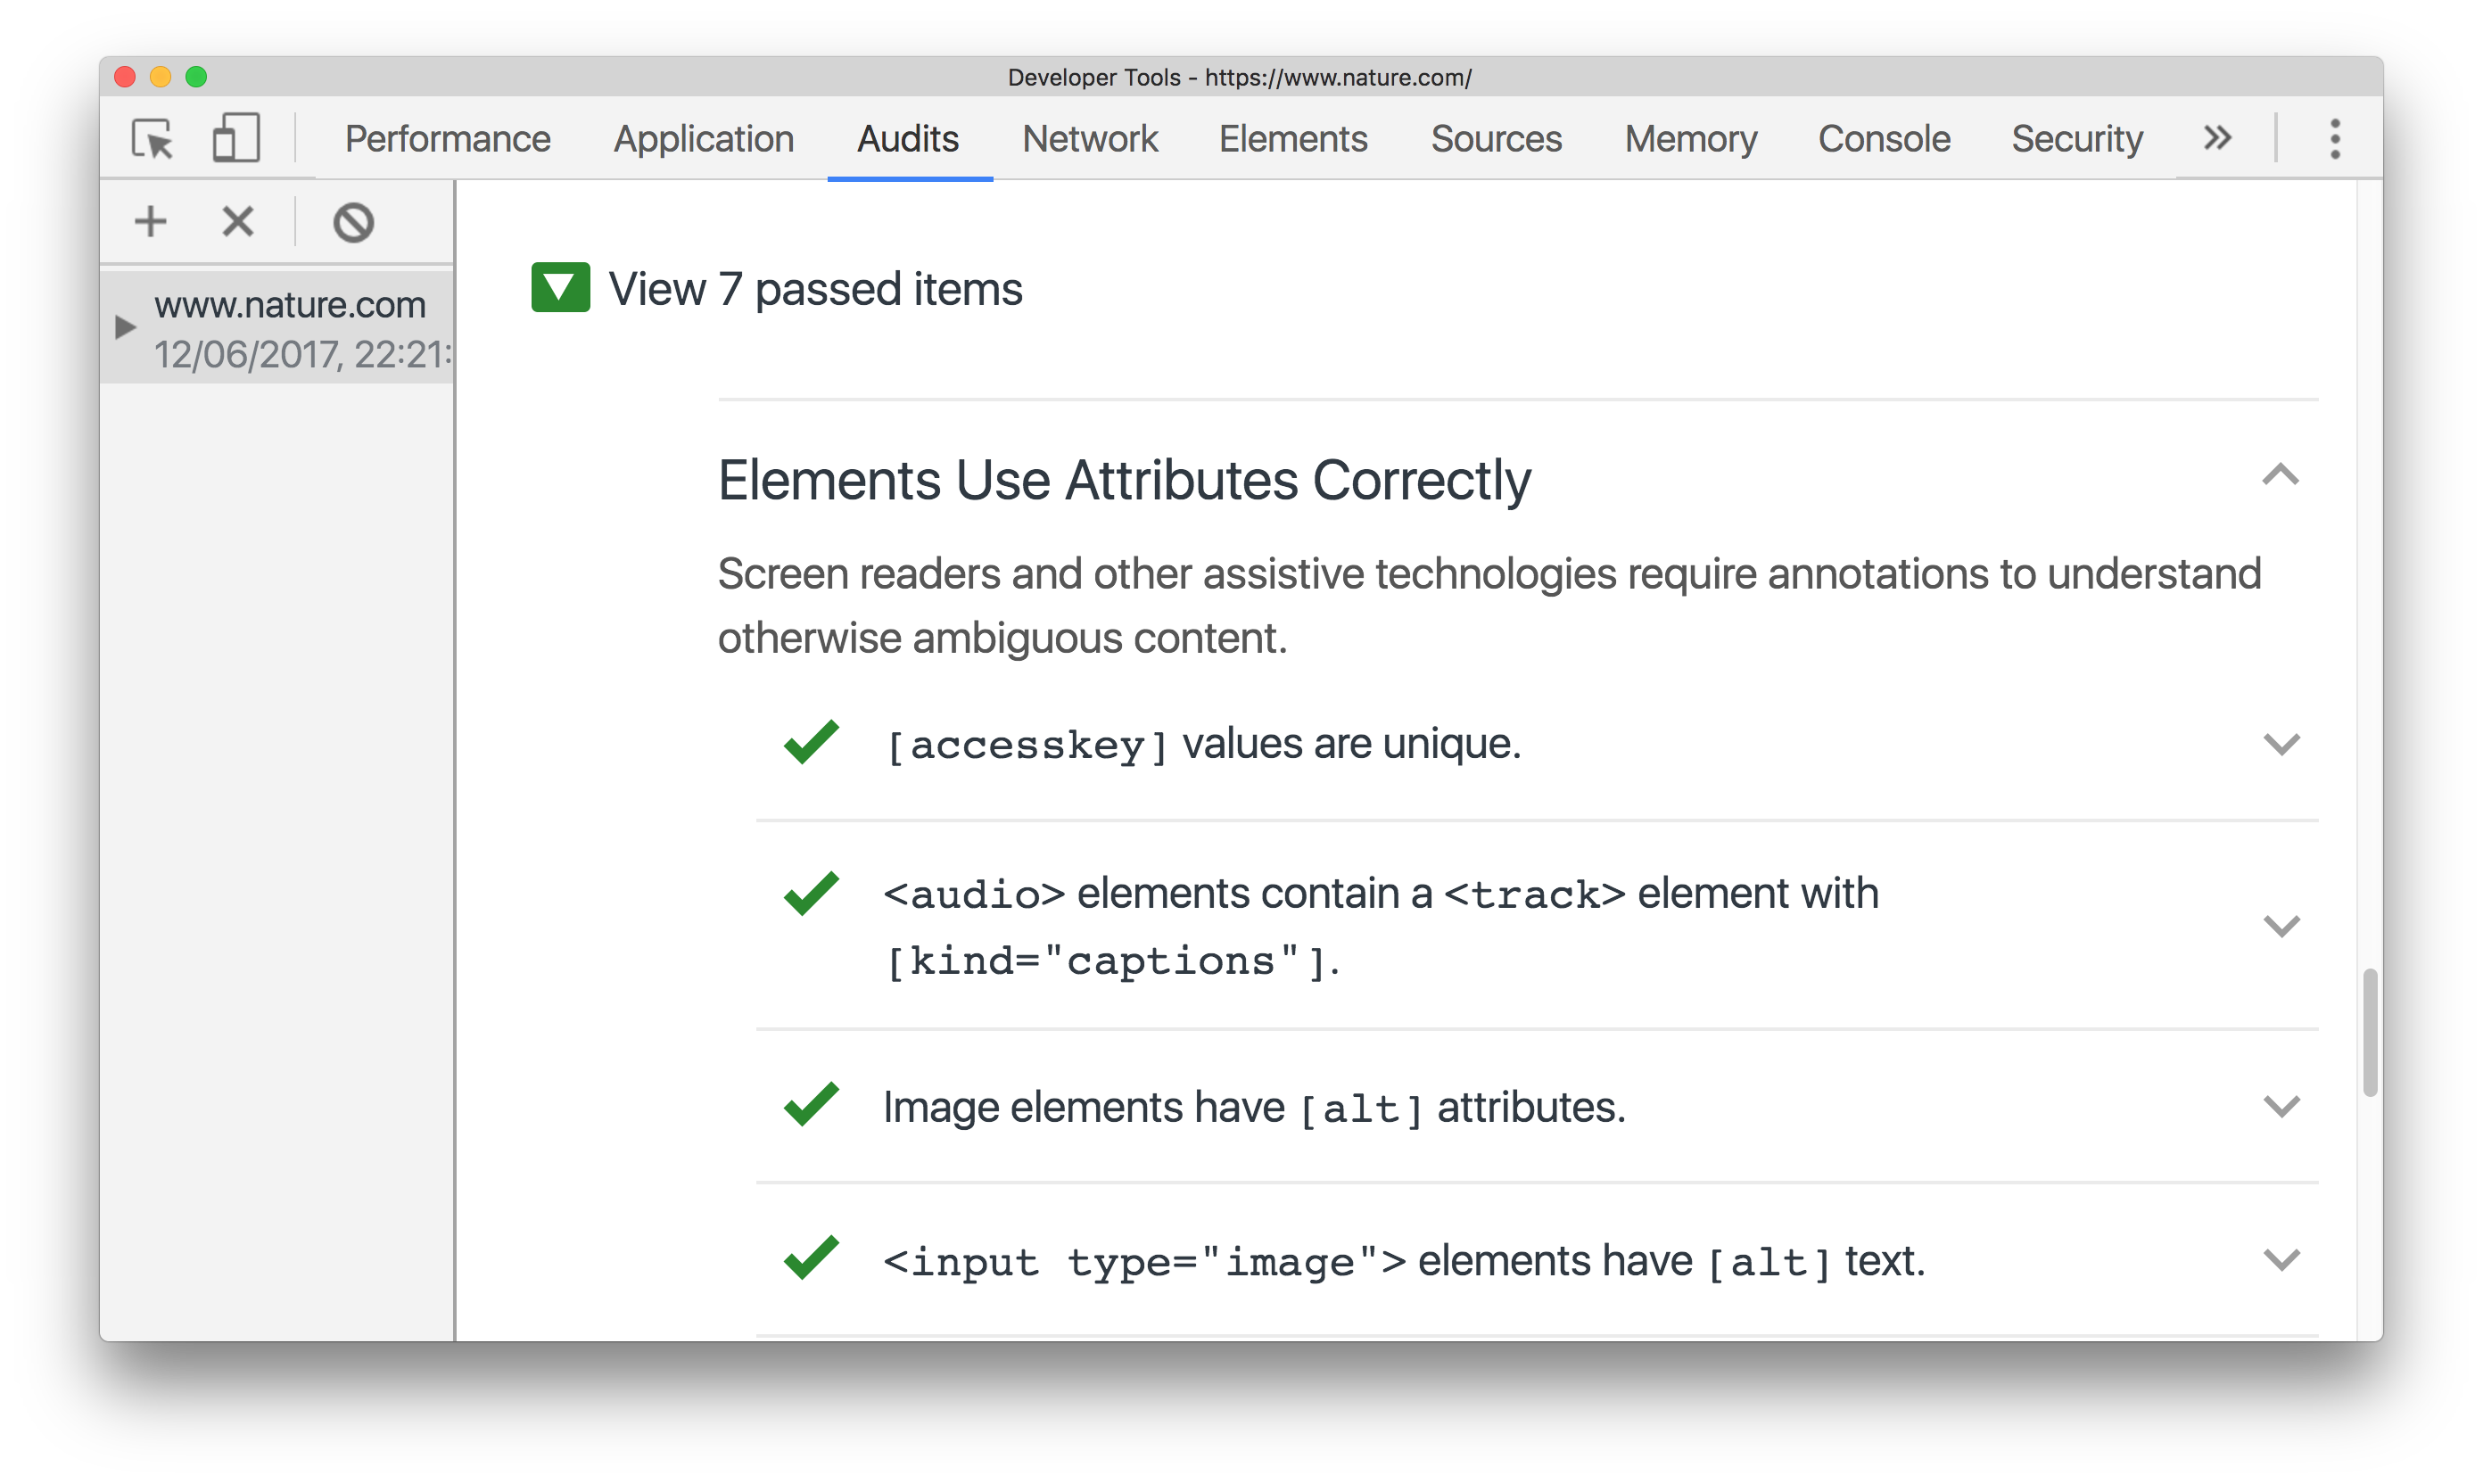 Developer Tools - https://www.nature.com/
Performance Application Audits Network Elements Sources Memory Console Security
www.nature.com
12/06/2017, 22:21:
View 7 passed items
Elements Use Attributes Correctly
Screen readers and other assistive technologies require annotations to understand
otherwise ambiguous content.
[accesskey] values are unique.
<audio> elements contain a <track> element with
[kind="captions"].
Image elements have [alt] attributes.
<input type="image"> elements have [alt] text.